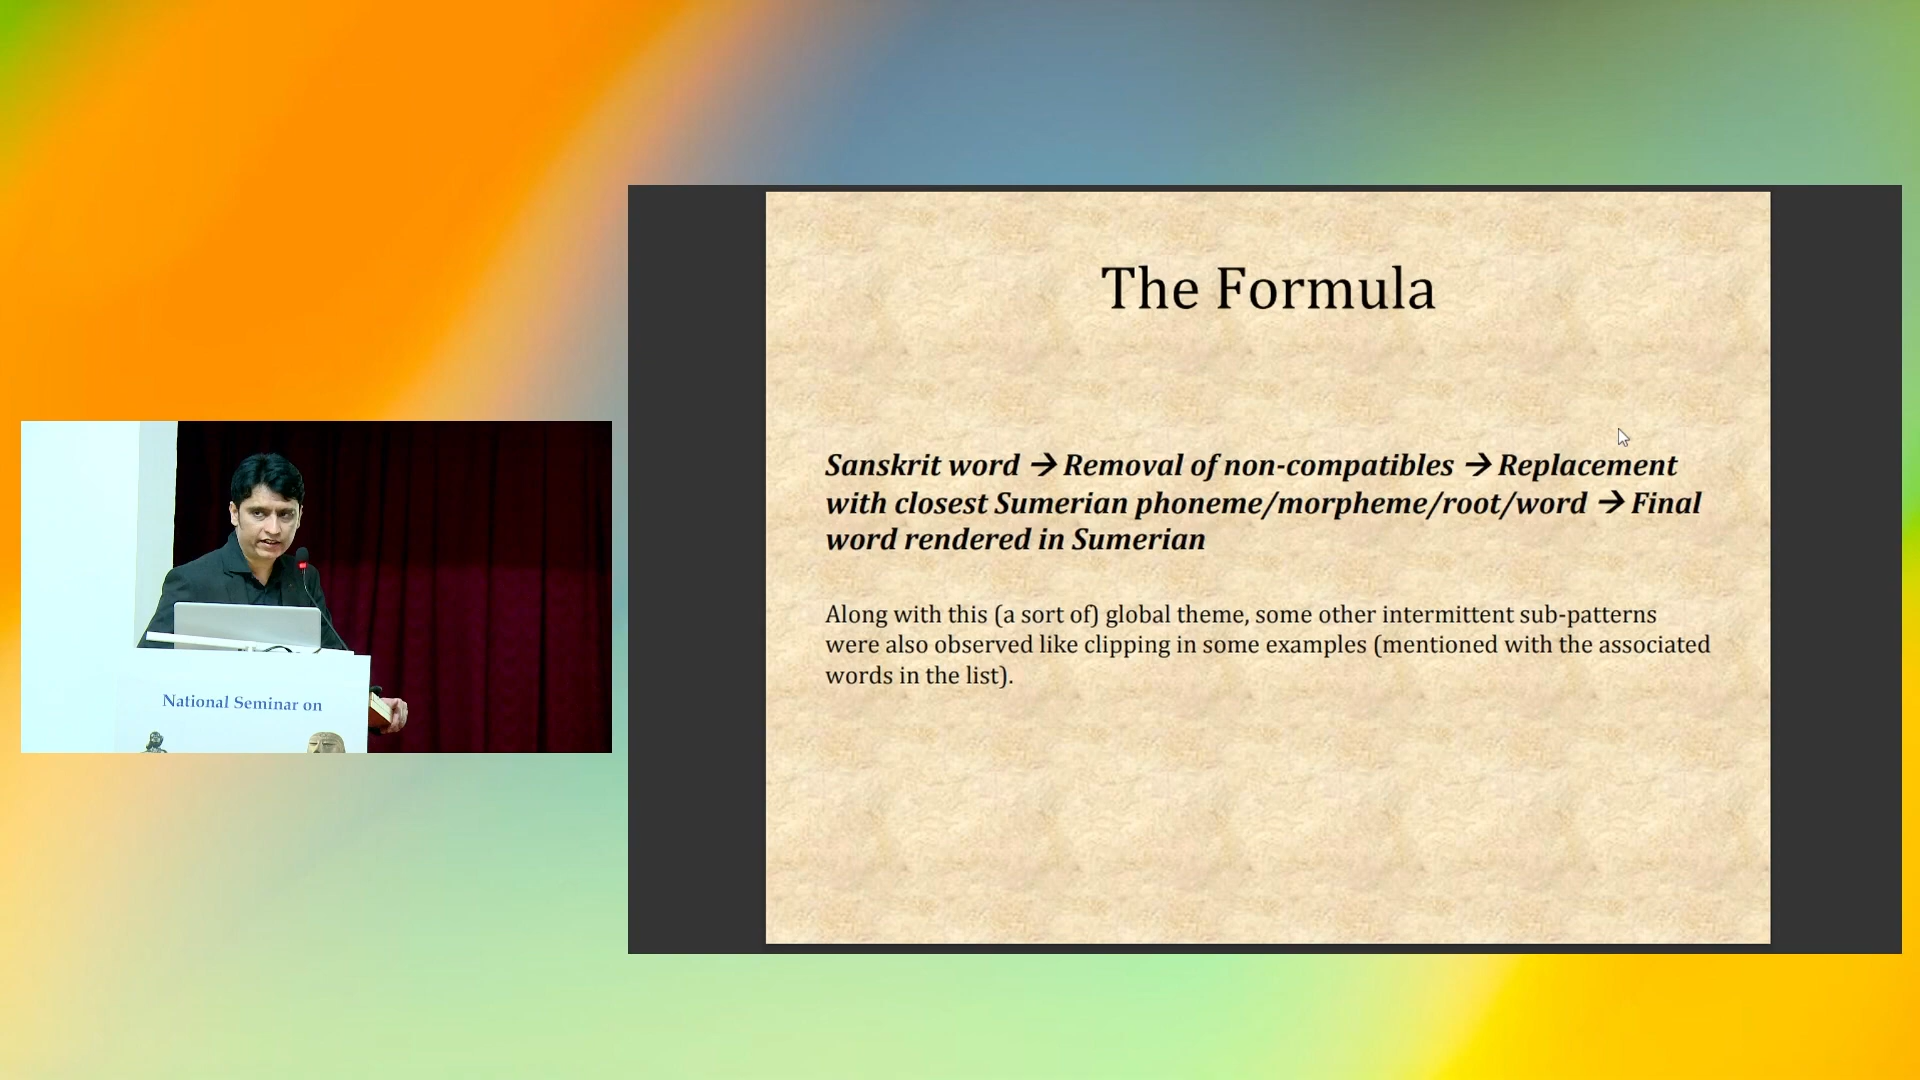 The Formula
Sanskrit word → Removal of non-compatibles → Replacement
with closest Sumerian phoneme/morpheme/root/word → Final
word rendered in Sumerian
Along with this (a sort of) global theme, some other intermittent sub-patterns
were also observed like clipping in some examples (mentioned with the associated
words in the list).
National Seminar on